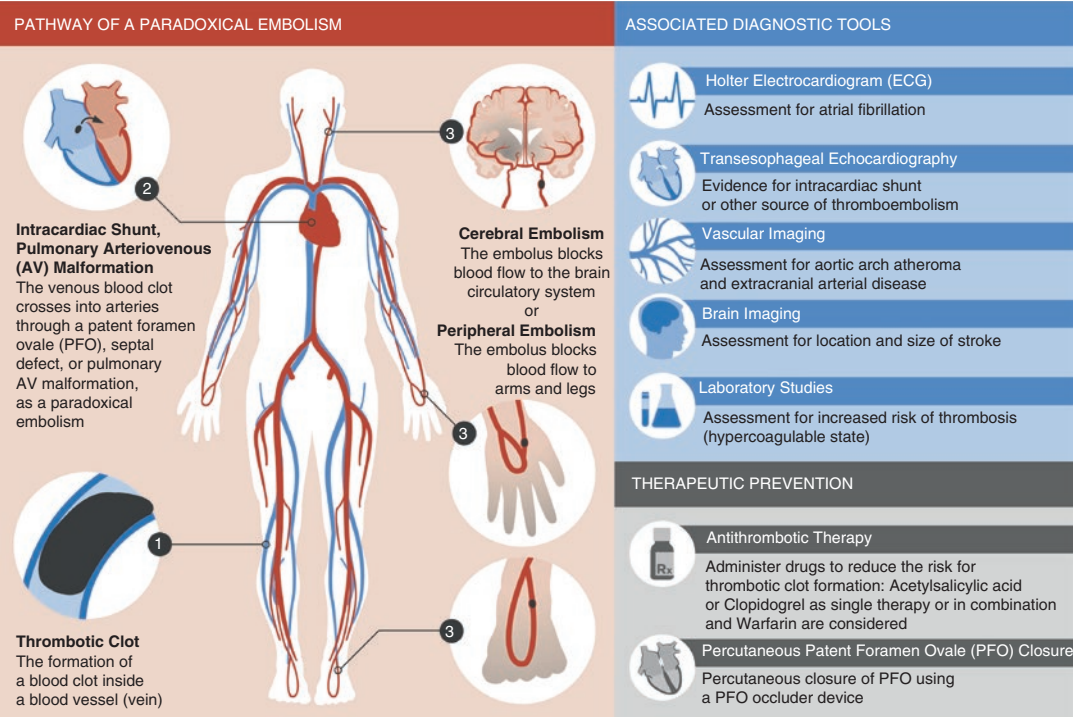 PATHWAY OF A PARADOXICAL EMBOLISM
2
Intracardiac Shunt,
Pulmonary Arteriovenous
(AV) Malformation
The venous blood clot
crosses into arteries
through a patent foramen
ovale (PFO), septal
defect, or pulmonary
AV malformation,
as a paradoxical
embolism
1
Thrombotic Clot
The formation of
a blood clot inside
a blood vessel (vein)
3
Cerebral Embolism
The embolus blocks
blood flow to the brain
circulatory system
or
Peripheral Embolism
The embolus blocks
blood flow to
arms and legs
3
3
ASSOCIATED DIAGNOSTIC TOOLS
Holter Electrocardiogram (ECG)
Assessment for atrial fibrillation
Transesophageal Echocardiography
Evidence for intracardiac shunt
or other source of thromboembolism
Vascular Imaging
Assessment for aortic arch atheroma
and extracranial arterial disease
Brain Imaging
Assessment for location and size of stroke
Laboratory Studies
Assessment for increased risk of thrombosis
(hypercoagulable state)
THERAPEUTIC PREVENTION
Rx
Antithrombotic Therapy
Administer drugs to reduce the risk for
thrombotic clot formation: Acetylsalicylic acid
or Clopidogrel as single therapy or in combination
and Warfarin are considered
Percutaneous Patent Foramen Ovale (PFO) Closure
Percutaneous closure of PFO using
a PFO occluder device